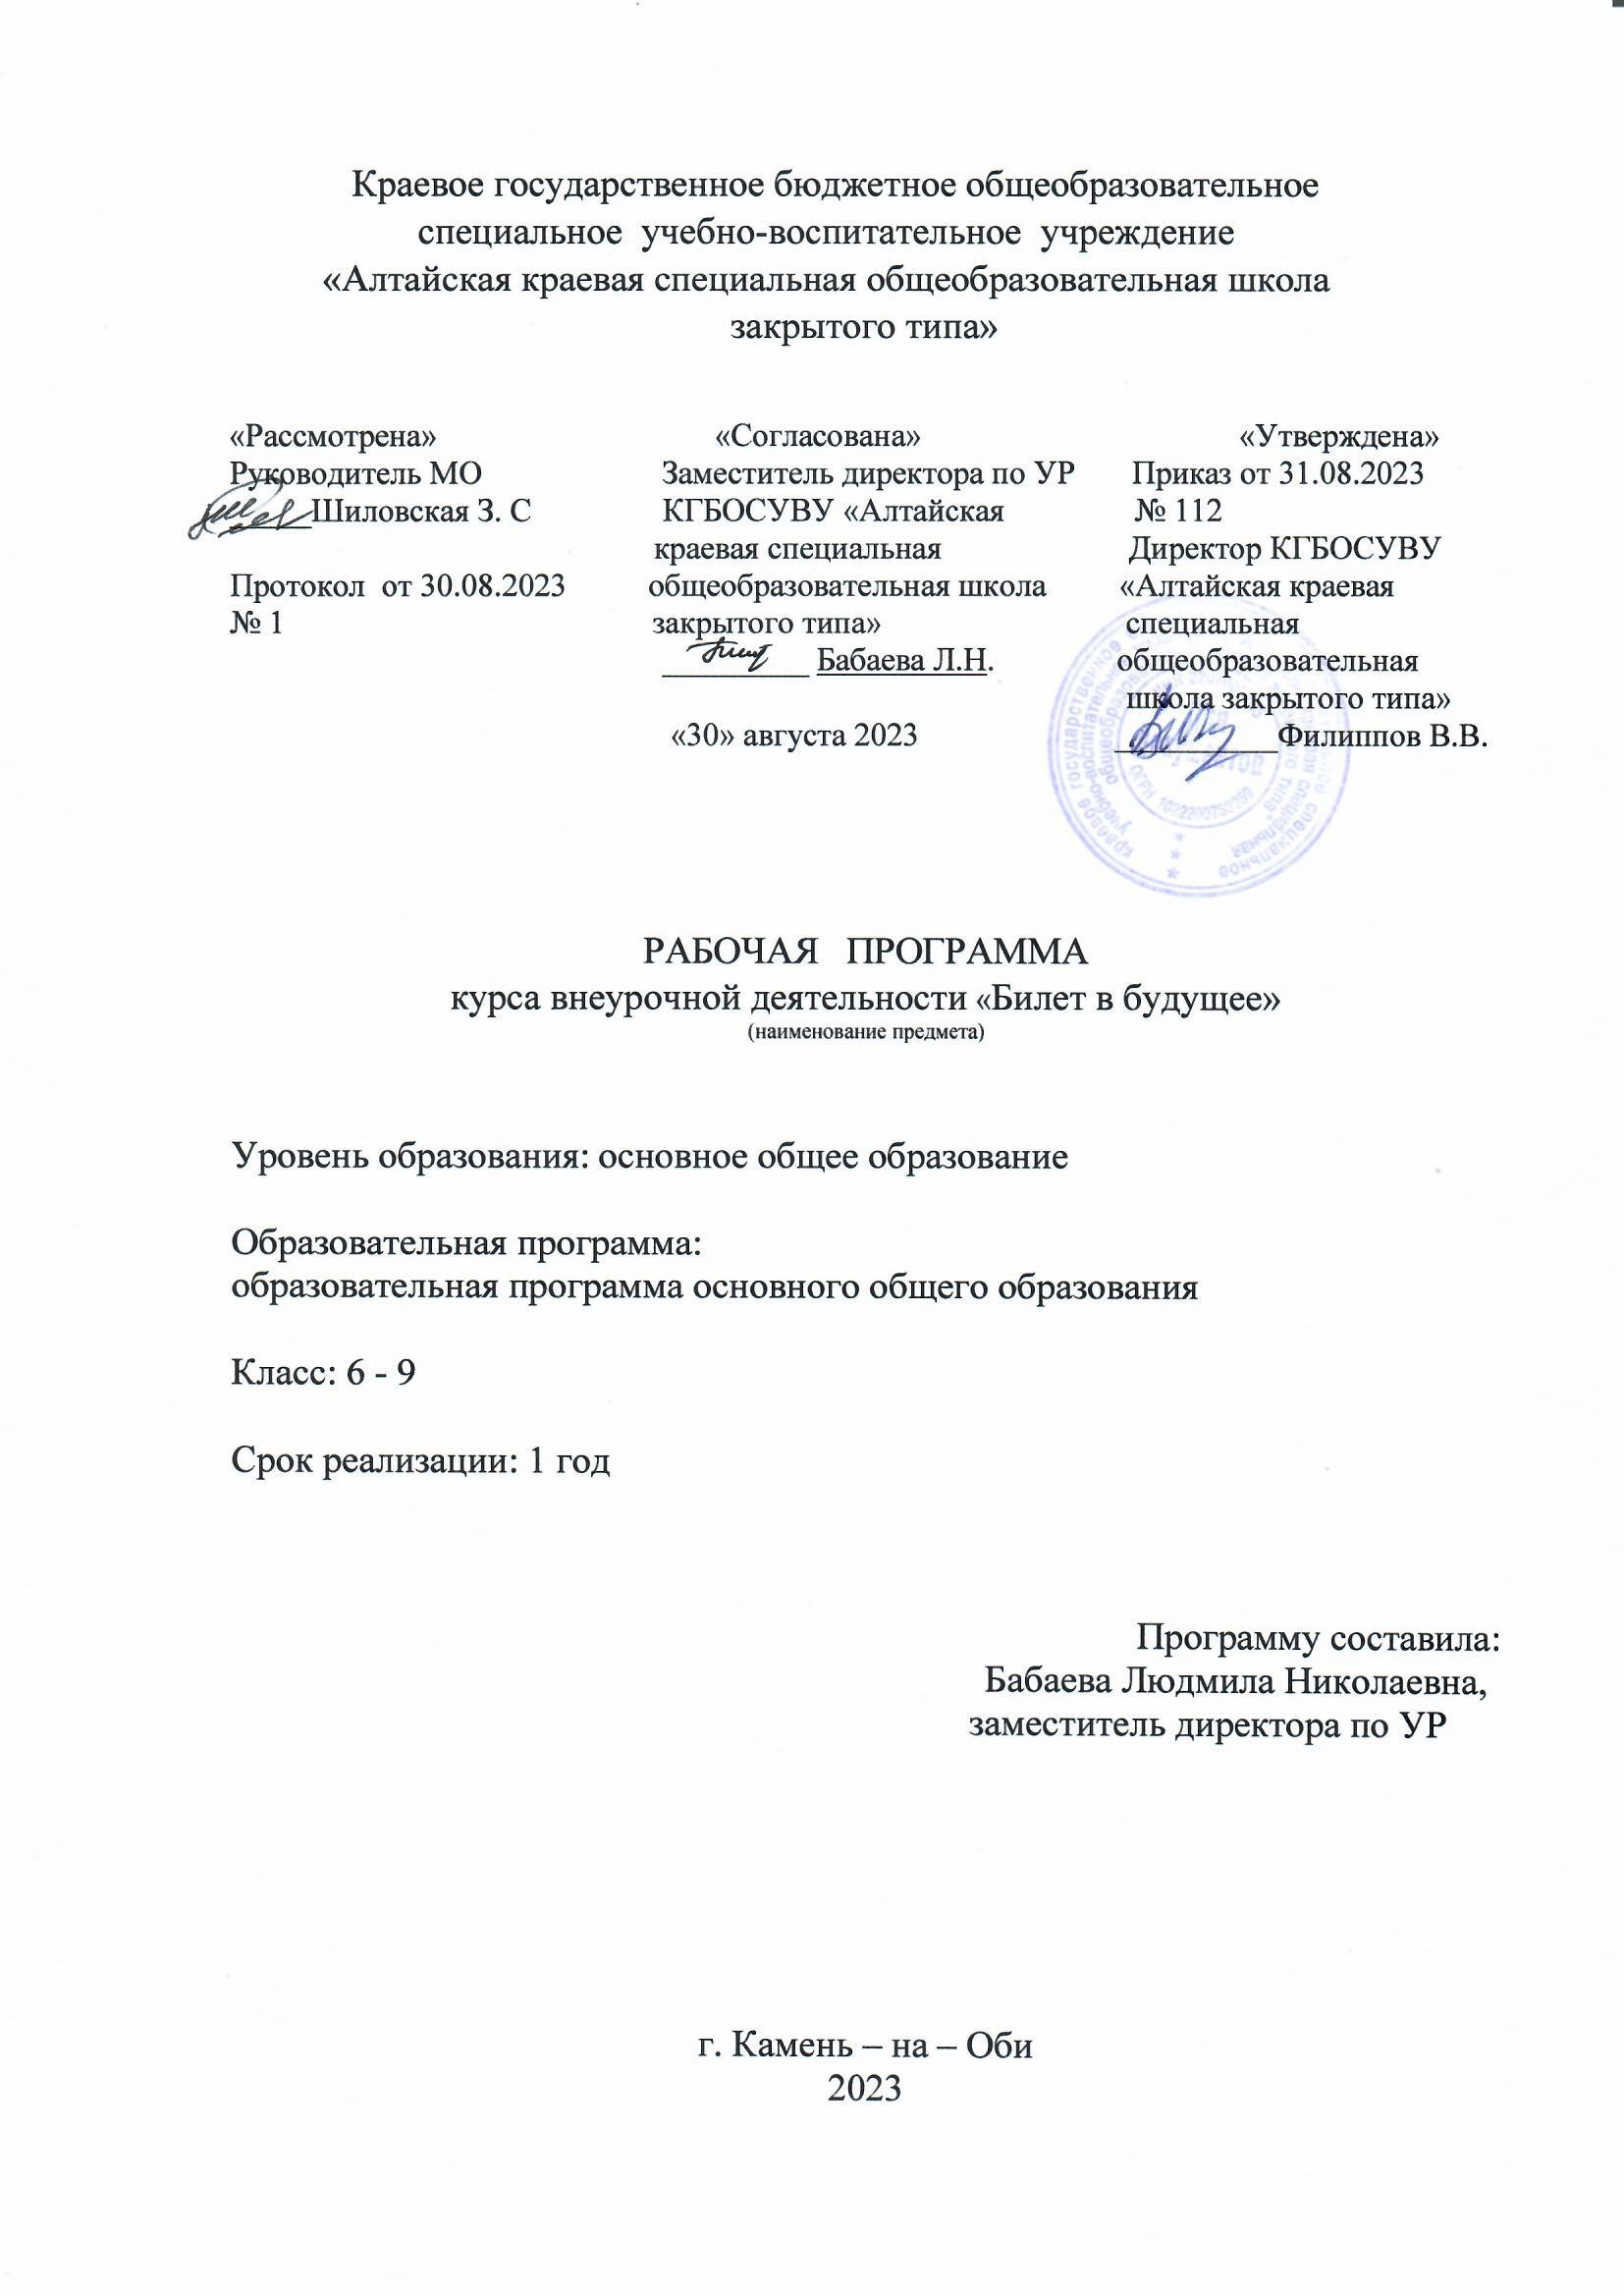 Краевое государственное бюджетное общеобразовательное
специальное учебно-воспитательное учреждение
«Алтайская краевая специальная общеобразовательная школа
закрытого типа»
«Рассмотрена»
Руководитель МО
Шиловская З. С
Протокол от 30.08.2023
№ 1
«Согласована»
Заместитель директора по УР
КГБОСУВУ «Алтайская
краевая специальная
общеобразовательная школа
закрытого типа»
__________ Бабаева Л.Н.
«30» августа 2023
«Утверждена»
Приказ от 31.08.2023
№ 112
Директор КГБОСУВУ
«Алтайская краевая
специальная
общеобразовательная
школа закрытого типа»
___________Филиппов В.В.
РАБОЧАЯ ПРОГРАММА
курса внеурочной деятельности «Билет в будущее»
(наименование предмета)
Уровень образования: основное общее образование
Образовательная программа:
образовательная программа основного общего образования
Класс: 6 - 9
Срок реализации: 1 год
Программу составила:
Бабаева Людмила Николаевна,
заместитель директора по УР
г. Камень – на – Оби
2023